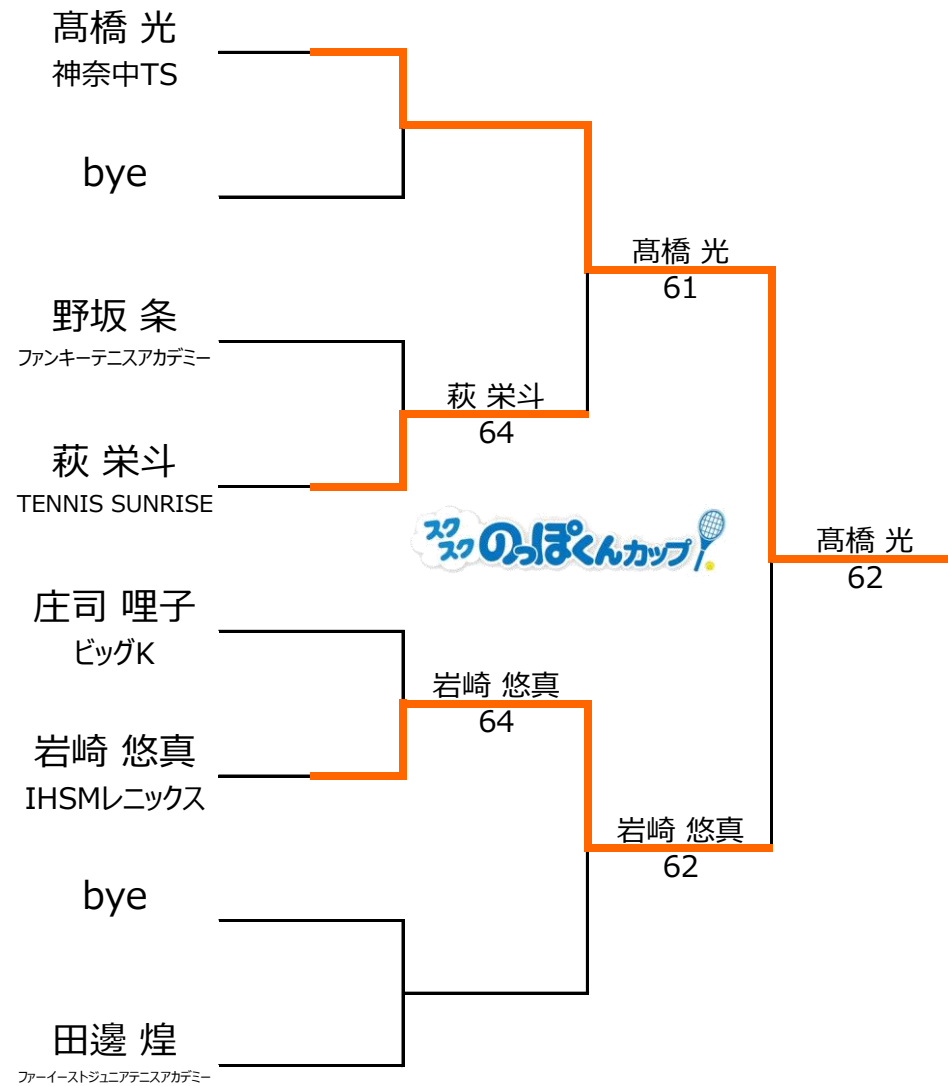 髙橋 光
神奈中TS
bye
髙橋 光
61
野坂 条
ファンキーテニスアカデミー
萩 栄斗
64
萩 栄斗
TENNIS SUNRISE
スクスク のっぽくんカップ
髙橋 光
62
庄司 哩子
ビッグK
岩崎 悠真
64
岩崎 悠真
IHSMレニックス
岩崎 悠真
62
bye
田邊 煌
ファーイーストジュニアテニスアカデミー